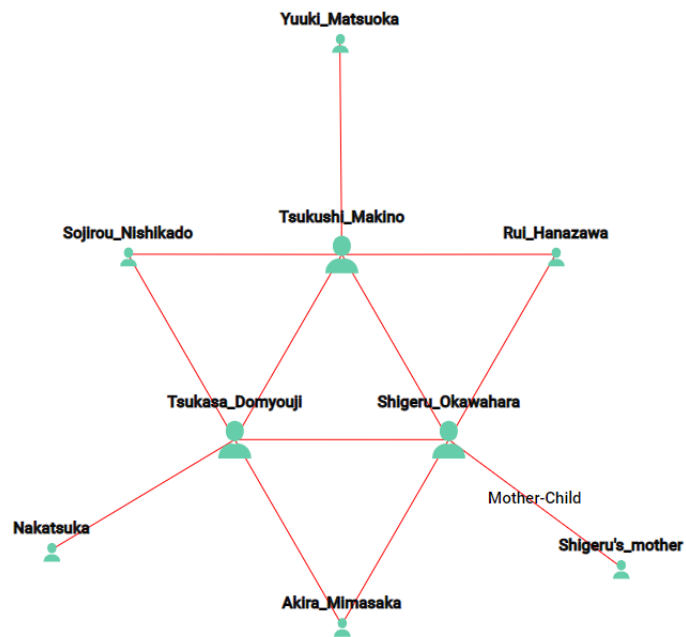 Yuuki_Matsuoka
Tsukushi_Makino
Sojirou_Nishikado
Rui_Hanazawa
Tsukasa_Domyouji
Shigeru_Okawahara
Mother-Child
Nakatsuka
Shigeru's_mother
Akira_Mimasaka